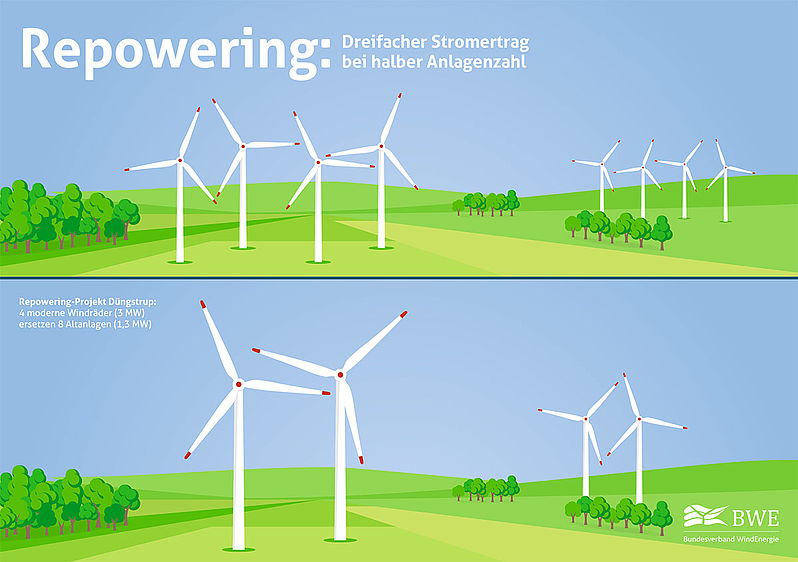 Repowering:
Dreifacher Stromertrag
bei halber Anlagenzahl
Repowering-Projekt Düngstrup:
4 moderne Windräder (3 MW)
ersetzen 8 Altanlagen (1,3 MW)
BWE
Bundesverband WindEnergie